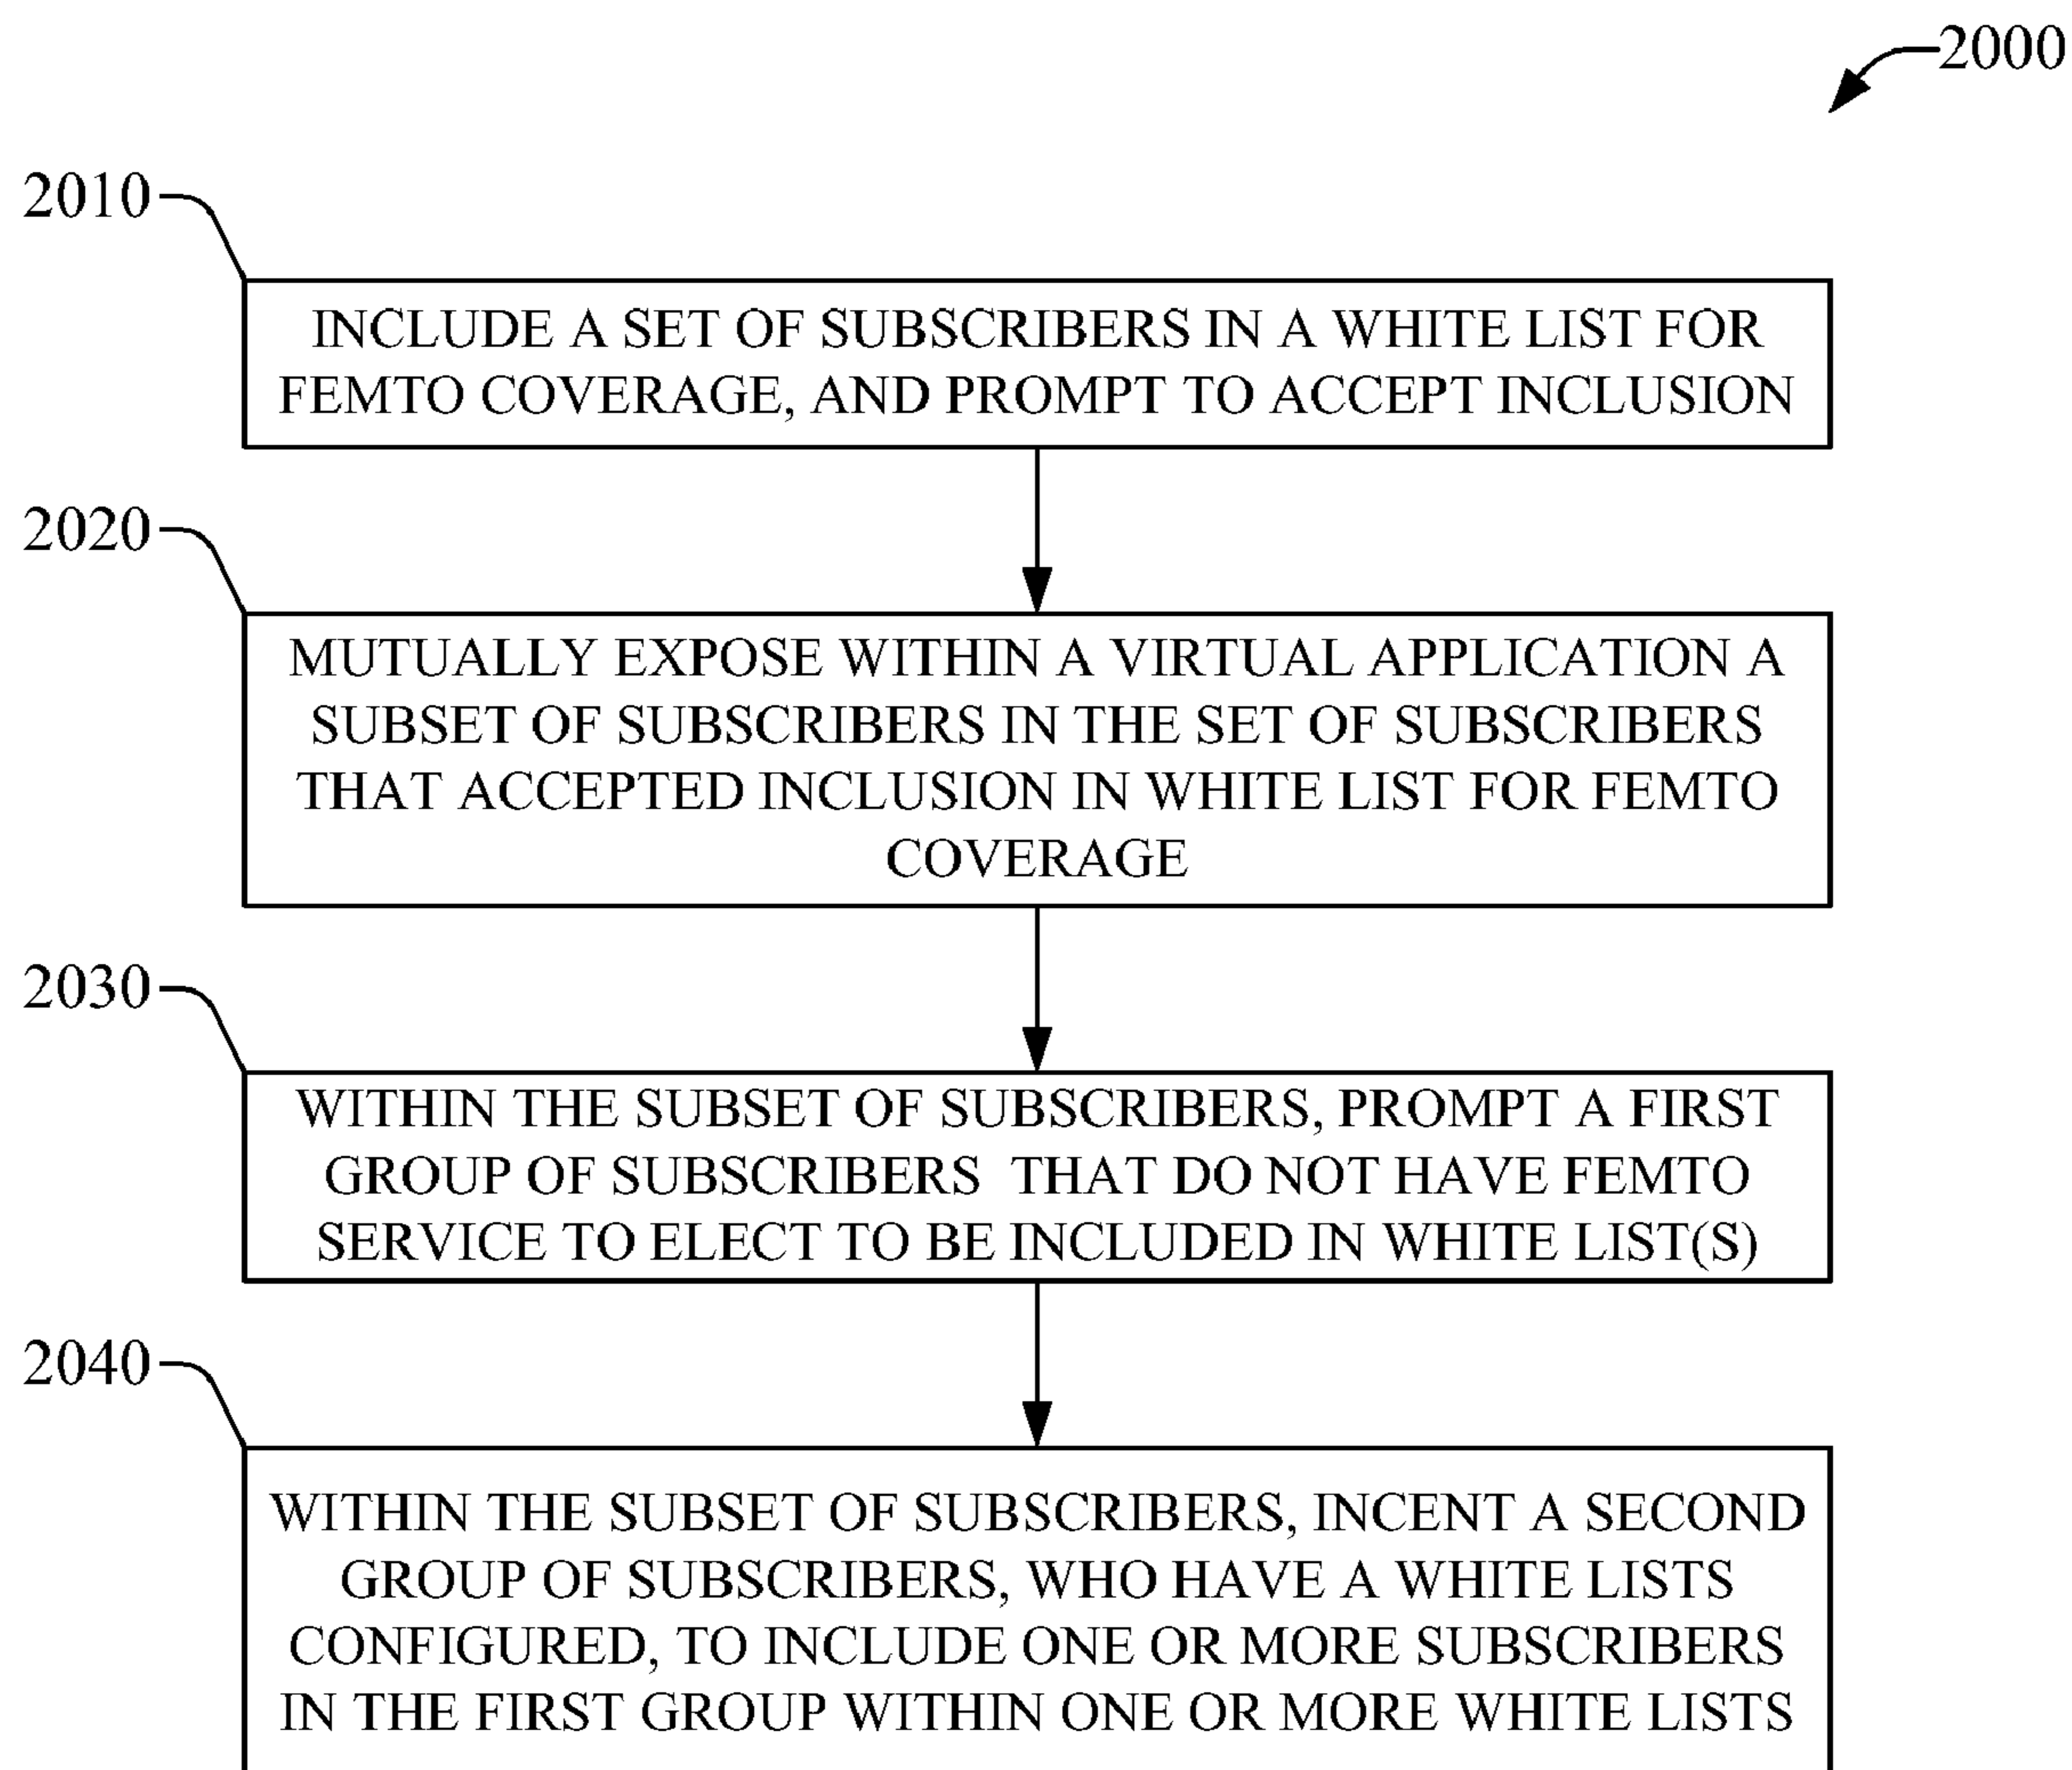 2000
2010
INCLUDE A SET OF SUBSCRIBERS IN A WHITE LIST FOR
FEMTO COVERAGE, AND PROMPT TO ACCEPT INCLUSION
2020
MUTUALLY EXPOSE WITHIN A VIRTUAL APPLICATION A
SUBSET OF SUBSCRIBERS IN THE SET OF SUBSCRIBERS
THAT ACCEPTED INCLUSION IN WHITE LIST FOR FEMTO
COVERAGE
2030
WITHIN THE SUBSET OF SUBSCRIBERS, PROMPT A FIRST
GROUP OF SUBSCRIBERS THAT DO NOT HAVE FEMTO
SERVICE TO ELECT TO BE INCLUDED IN WHITE LIST(S)
2040
WITHIN THE SUBSET OF SUBSCRIBERS, INCENT A SECOND
GROUP OF SUBSCRIBERS, WHO HAVE A WHITE LISTS
CONFIGURED, TO INCLUDE ONE OR MORE SUBSCRIBERS
IN THE FIRST GROUP WITHIN ONE OR MORE WHITE LISTS